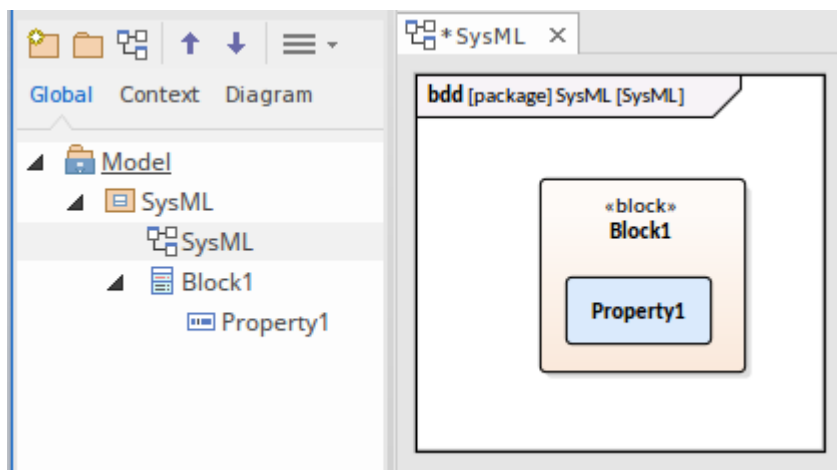 Global Context Diagram
Model
SysML
SysML
Block1
Property1
*SysML
bdd [package] SysML [SysML]
«block»
Block1
Property1